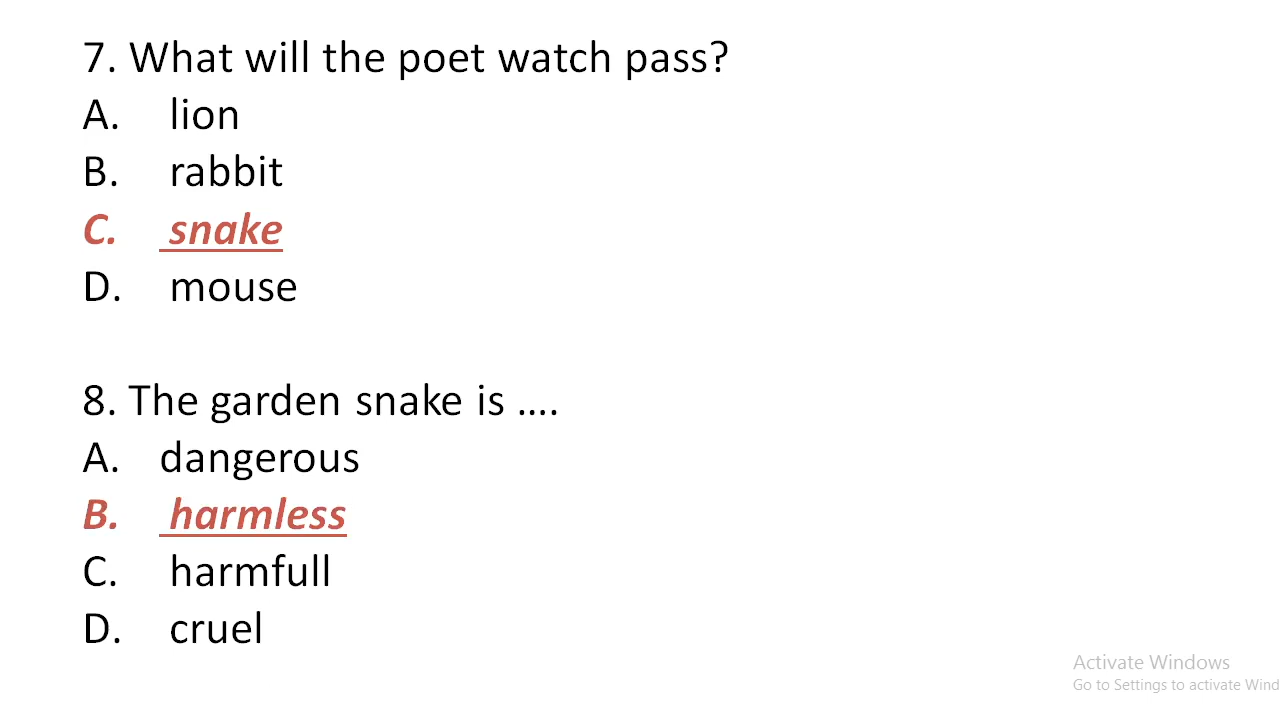 7. What will the poet watch pass?
A. lion
B. rabbit
C. snake
D. mouse
8. The garden snake is ....
A. dangerous
B. harmless
C. harmfull
D. cruel
Activate Windows
Go to Settings to activate Wind